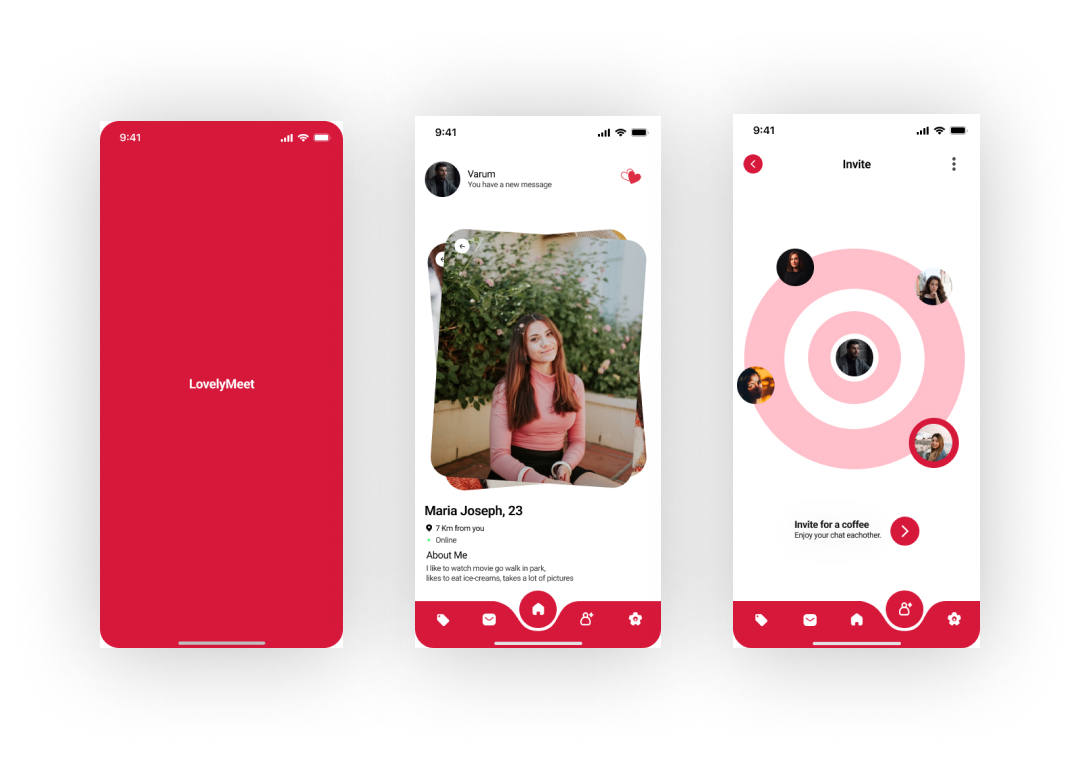 9:41
LovelyMeet
9:41
Varum
You have a new message
Maria Joseph, 23
7 Km from you
Online
About Me
I like to watch movie go walk in park,
likes to eat ice-creams, takes a lot of pictures
9:41
Invite
Invite for a coffee
Enjoy your chat eachother.